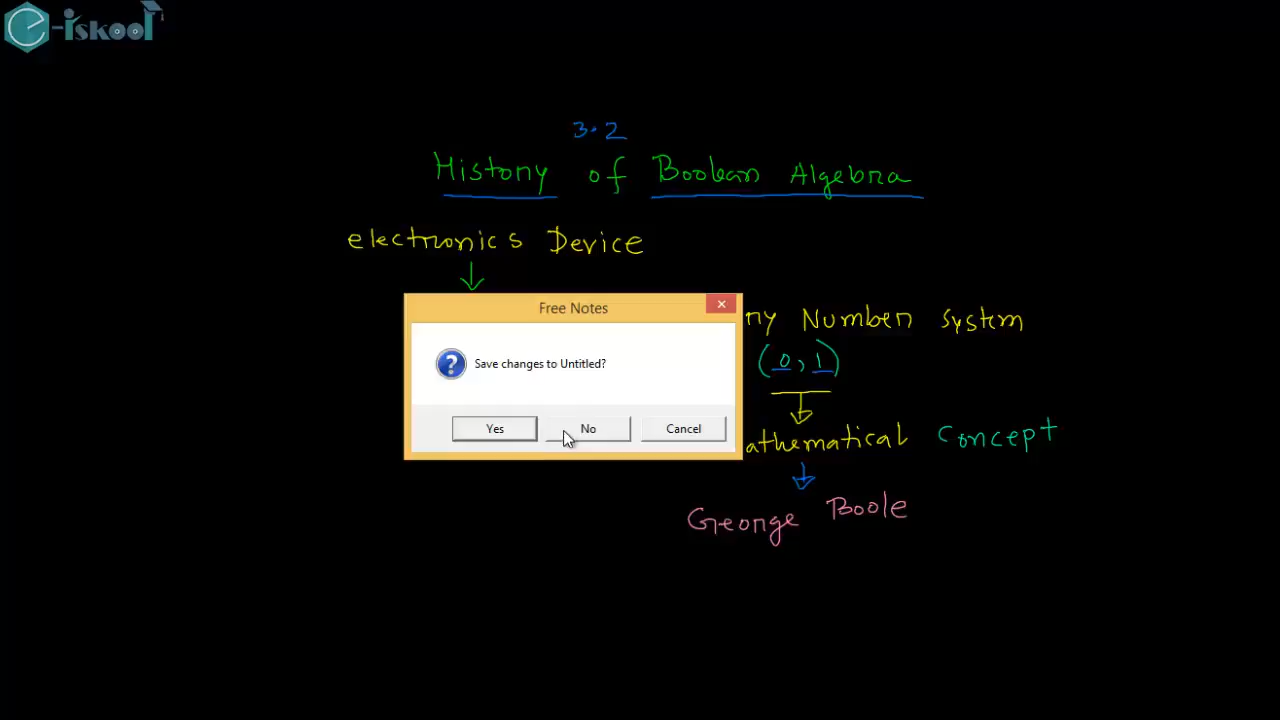 e-iskool
3.2
History of Boolean Algebra
electronics Device
Free Notes
Save changes to Untitled?
Yes No Cancel
ny Number system
(0,1)
athematical concept
George Boole